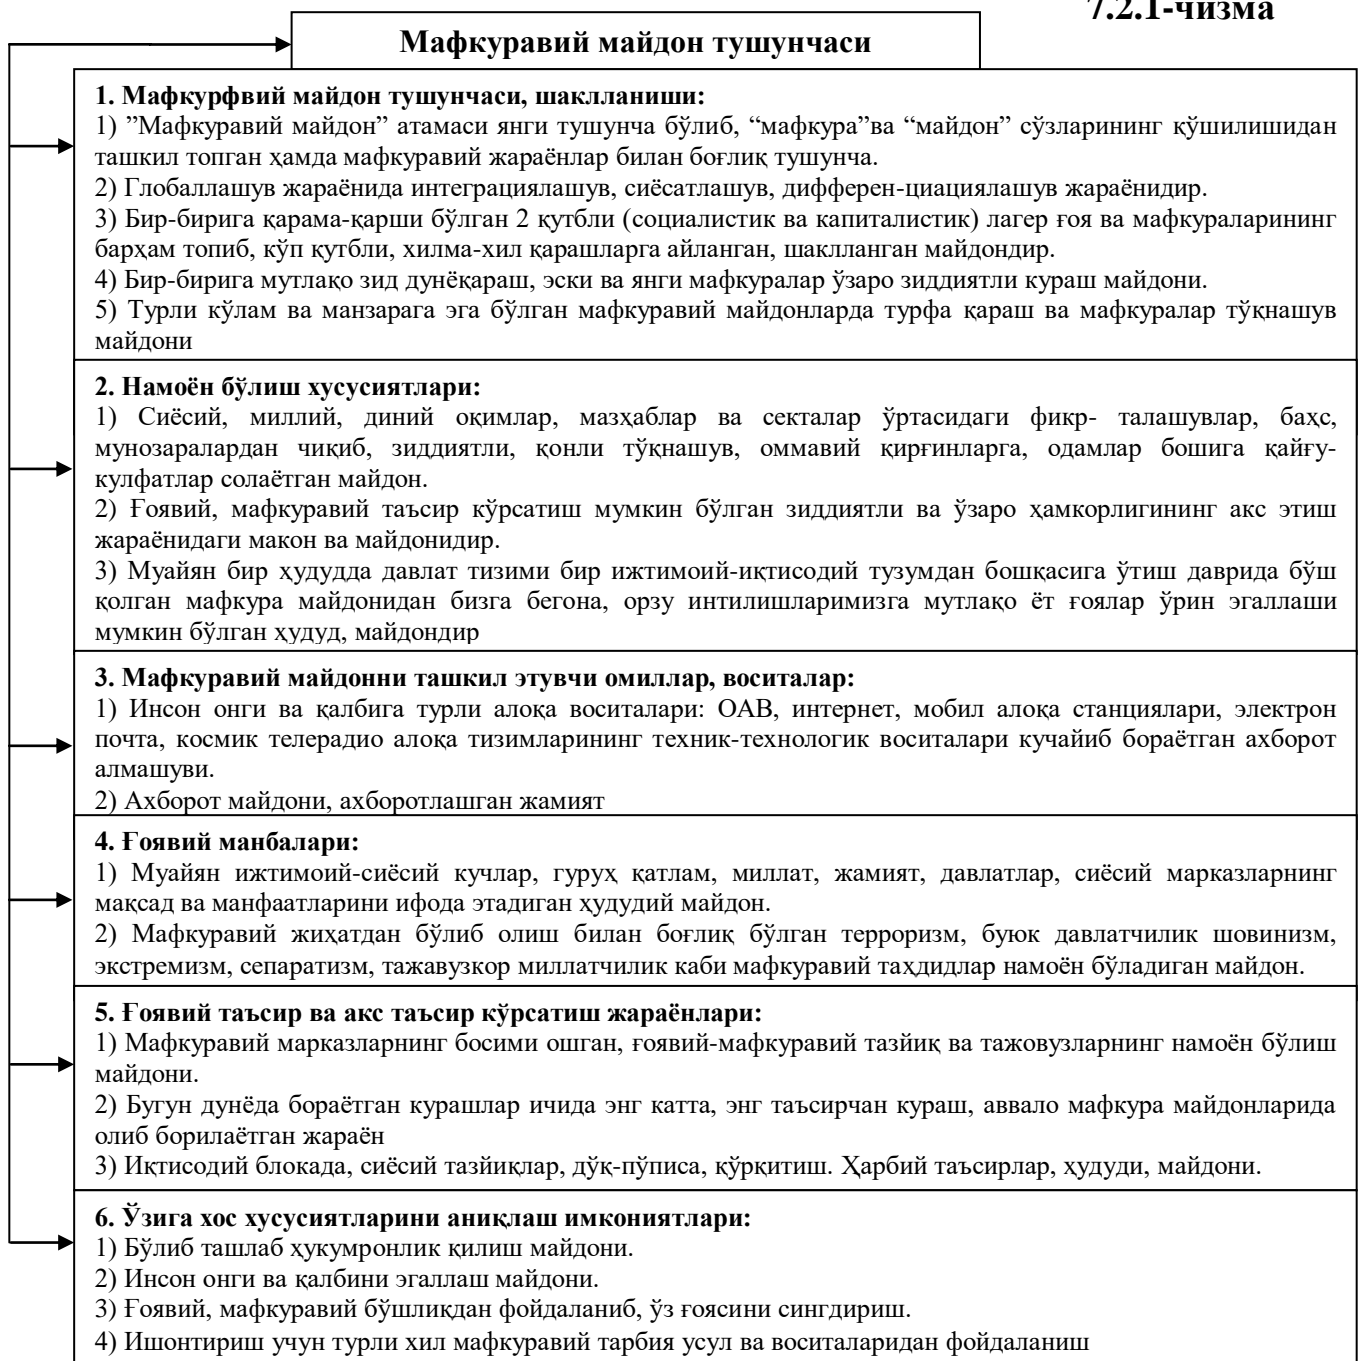 7.2.1-чизма
Мафкуравий майдон тушунчаси
1. Мафкурфвий майдон тушунчаси, шаклланиши:
1) ”Мафкуравий майдон” атамаси янги тушунча бўлиб, “мафкура”ва “майдон” сўзларининг қўшилишидан
ташкил топган ҳамда мафкуравий жараёнлар билан боғлиқ тушунча.
2) Глобаллашув жараёнида интеграциялашув, сиёсатлашув, дифферен-циациялашув жараёнидир.
3) Бир-бирига қарама-қарши бўлган 2 қутбли (социалистик ва капиталистик) лагер ғоя ва мафкураларининг
барҳам топиб, кўп қутбли, хилма-хил қарашларга айланган, шаклланган майдондир.
4) Бир-бирига мутлақо зид дунёқараш, эски ва янги мафкуралар ўзаро зиддиятли кураш майдони.
5) Турли кўлам ва манзарага эга бўлган мафкуравий майдонларда турфа қараш ва мафкуралар тўқнашув
майдони
2. Намоён бўлиш хусусиятлари:
1) Сиёсий, миллий, диний оқимлар, мазҳаблар ва секталар ўртасидаги фикр- талашувлар, баҳс,
мунозаралардан чиқиб, зиддиятли, қонли тўқнашув, оммавий қирғинларга, одамлар бошига қайғу-
кулфатлар солаётган майдон.
2) Ғоявий, мафкуравий таъсир кўрсатиш мумкин бўлган зиддиятли ва ўзаро ҳамкорлигининг акс этиш
жараёнидаги макон ва майдонидир.
3) Муайян бир ҳудудда давлат тизими бир ижтимоий-иқтисодий тузумдан бошқасига ўтиш даврида бўш
қолган мафкура майдонидан бизга бегона, орзу интилишларимизга мутлақо ёт ғоялар ўрин эгаллаши
мумкин бўлган ҳудуд, майдондир
3. Мафкуравий майдонни ташкил этувчи омиллар, воситалар:
1) Инсон онги ва қалбига турли алоқа воситалари: ОАВ, интернет, мобил алоқа станциялари, электрон
почта, космик телерадио алоқа тизимларининг техник-технологик воситалари кучайиб бораётган ахборот
алмашуви.
2) Ахборот майдони, ахборотлашган жамият
4. Ғоявий манбалари:
1) Муайян ижтимоий-сиёсий кучлар, гуруҳ қатлам, миллат, жамият, давлатлар, сиёсий марказларнинг
мақсад ва манфаатларини ифода этадиган ҳудудий майдон.
2) Мафкуравий жиҳатдан бўлиб олиш билан боғлиқ бўлган терроризм, буюк давлатчилик шовинизм,
экстремизм, сепаратизм, тажавузкор миллатчилик каби мафкуравий таҳдидлар намоён бўладиган майдон.
5. Ғоявий таъсир ва акс таъсир кўрсатиш жараёнлари:
1) Мафкуравий марказларнинг босими ошган, ғоявий-мафкуравий тазйиқ ва тажовузларнинг намоён бўлиш
майдони.
2) Бугун дунёда бораётган курашлар ичида энг катта, энг таъсирчан кураш, аввало мафкура майдонларида
олиб борилаётган жараён
3) Иқтисодий блокада, сиёсий тазйиқлар, дўқ-пўписа, қўрқитиш. Ҳарбий таъсирлар, ҳудуди, майдони.
6. Ўзига хос хусусиятларини аниқлаш имкониятлари:
1) Бўлиб ташлаб ҳукумронлик қилиш майдони.
2) Инсон онги ва қалбини эгаллаш майдони.
3) Ғоявий, мафкуравий бўшлиқдан фойдаланиб, ўз ғоясини сингдириш.
4) Ишонтириш учун турли хил мафкуравий тарбия усул ва воситаларидан фойдаланиш